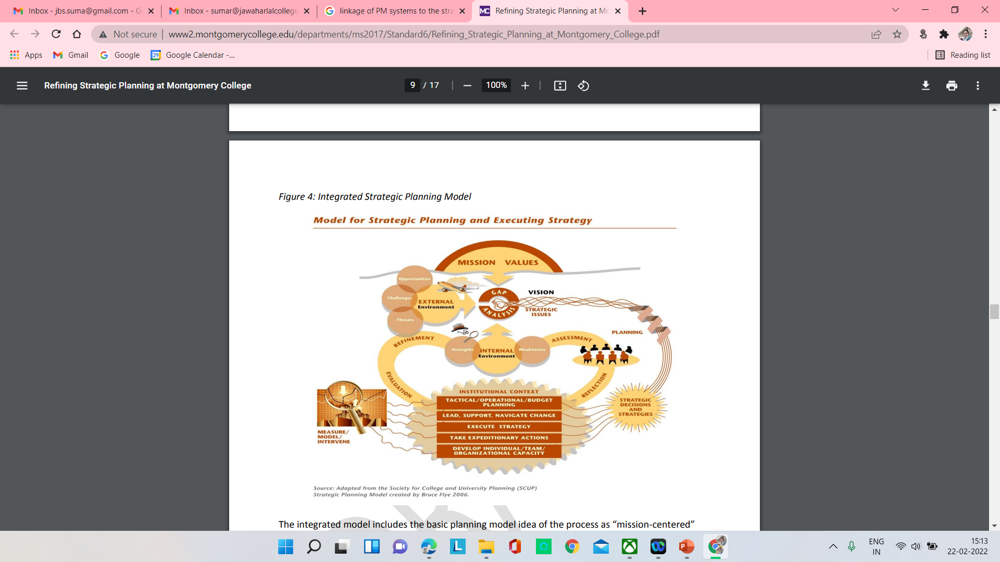 Inbox - jbs.suma@gmail.com - G
Inbox - sumar@jawaharlalcollege
linkage of PM systems to the stra
MC
Refining Strategic Planning at Mo
Not secure
www2.montgomerycollege.edu/departments/ms2017/Standard6/Refining_Strategic_Planning_at_Montgomery_College.pdf
Apps
Gmail
Google
29
Google Calendar -...
Reading list
Refining Strategic Planning at Montgomery College
9 / 17
100%
Figure 4: Integrated Strategic Planning Model
Model for Strategic Planning and Executing Strategy
MISSION VALUES
Opportunities
Challenges
Threats
EXTERNAL
Environment
GAP
ANALYSIS
VISION
STRATEGIC
ISSUES
PLANNING
REFINEMENT
Strengths
INTERNAL
Environment
Weaknesses
ASSESSMENT
EVALUATION
REFLECTION
INSTITUTIONAL CONTEXT
TACTICAL/OPERATIONAL/BUDGET
PLANNING
LEAD, SUPPORT, NAVIGATE CHANGE
EXECUTE STRATEGY
TAKE EXPEDITIONARY ACTIONS
DEVELOP INDIVIDUAL/TEAM/
ORGANIZATIONAL CAPACITY
STRATEGIC
DECISIONS
AND
STRATEGIES
MEASURE/
MODEL/
INTERVENE
Source: Adapted from the Society for College and University Planning (SCUP)
Strategic Planning Model created by Bruce Flye 2006.
The integrated model includes the basic planning model idea of the process as “mission-centered”
ENG
IN
15:13
22-02-2022